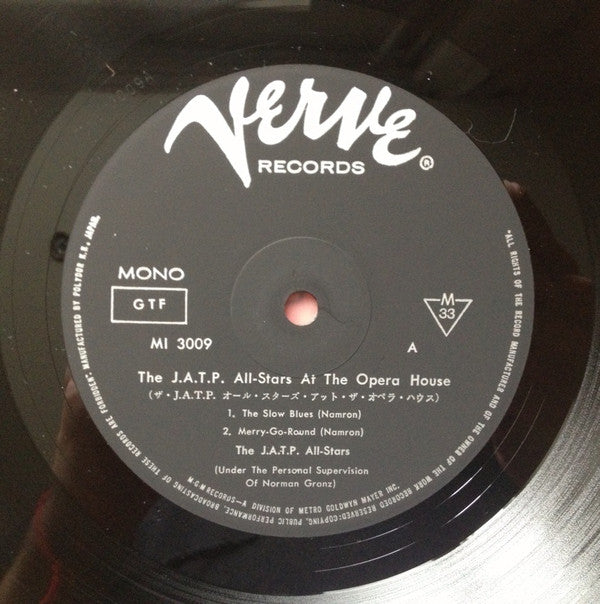 Verve
RECORDS ®
MONO
GTF
MI 3009
M
33
A
The J.A.T.P. All-Stars At The Opera House
(ザ・J.A.T.P. オール・スターズ・アット・ザ・オペラ・ハウス)
1. The Slow Blues (Namron)
2. Merry-Go-Round (Namron)
The J.A.T.P. All-Stars
(Under The Personal Supervision
Of Norman Granz)
M.G.M RECORDS—A DIVISION OF METRO GOLDWYN MAYER INC.
"ALL RIGHTS OF THE RECORD MANUFACTURED AND OF THE OWNER OF THE WORK RECORDED RESERVED:COPYING, PUBLIC PERFORMANCE, BROADCASTING OF THESE RECORDS ARE FORBIDDEN: MANUFACTURED BY POLYDOR K.K., JAPAN.